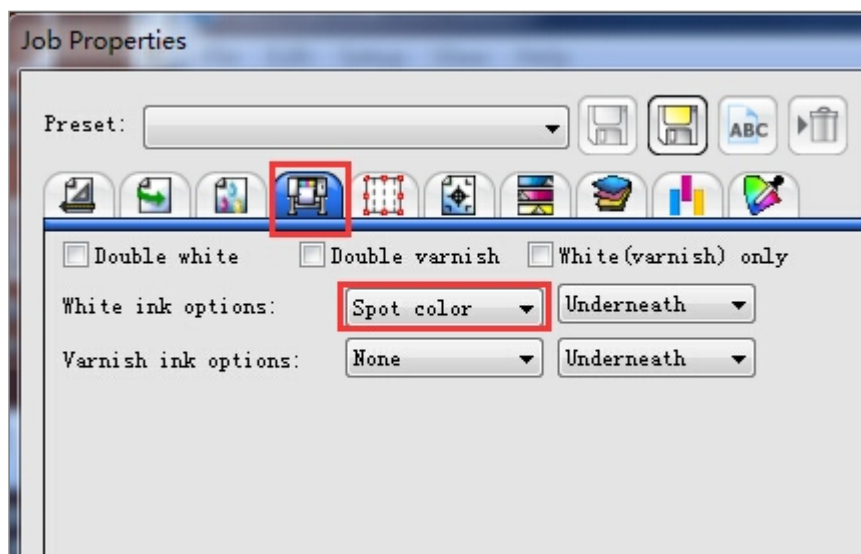 Job Properties
Preset:
ABC
Double white Double varnish White(varnish) only
White ink options: Spot color Underneath
Varnish ink options: None Underneath